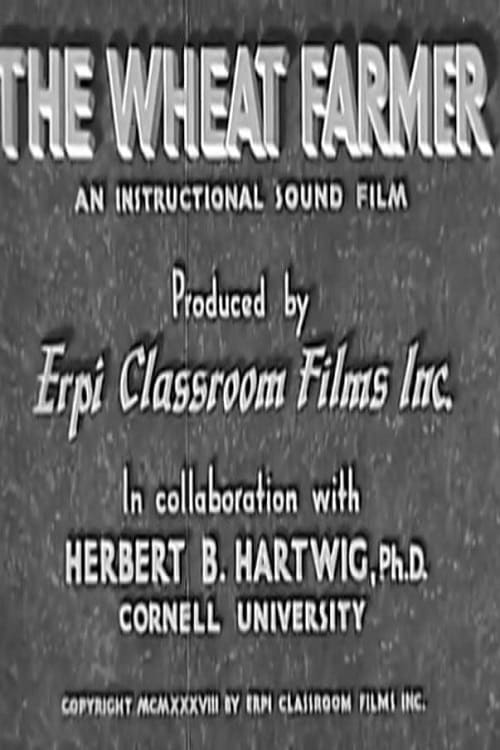 THE WHEAT FARMER
AN INSTRUCTIONAL SOUND FILM
Produced by
Erpi Classroom Films Inc.
In collaboration with
HERBERT B. HARTWIG, Ph.D.
CORNELL UNIVERSITY
COPYRIGHT MCMXXXVIII BY ERPI CLASSROOM FILMS INC.